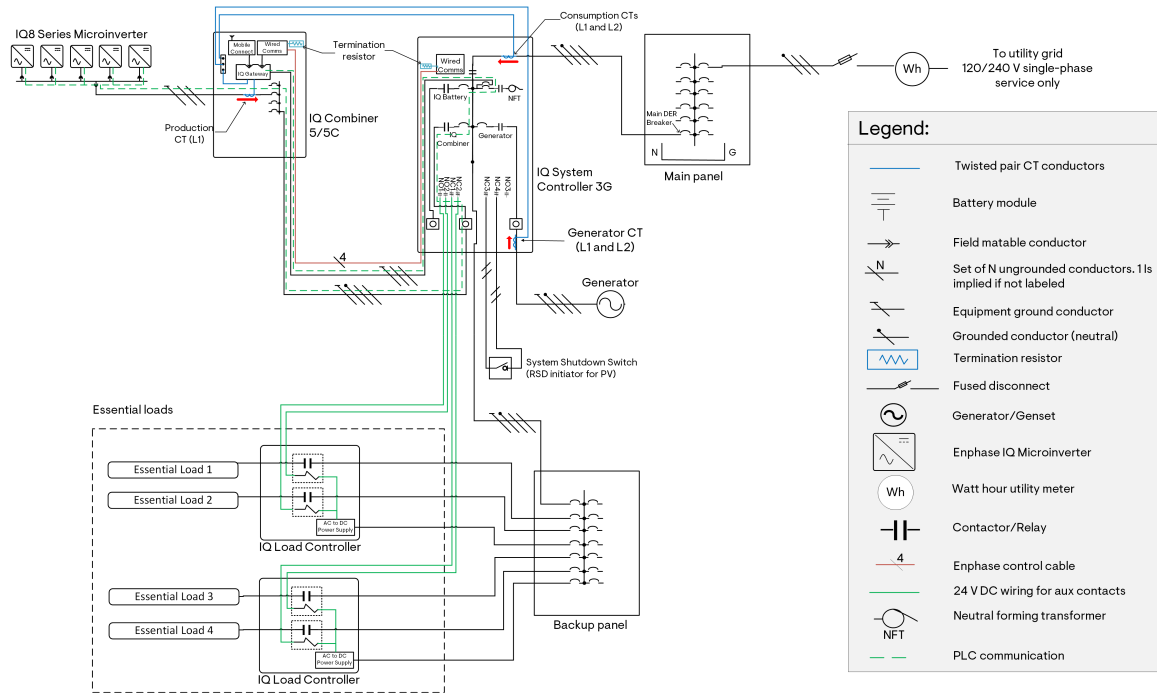 IQ8 Series Microinverter
Mobile
Connect
Wired
Comms
IQ Gateway
Termination
resistor
Production
CT (L1)
IQ Combiner
5/5C
Consumption CTs
(L1 and L2)
Wired
Comms
IQ Battery
NFT
IQ
Combiner
Generator
NO1
NO2
NC1
NC2
NC3
NC4
NO3
IQ System
Controller 3G
Generator CT
(L1 and L2)
4
Generator
System Shutdown Switch
(RSD initiator for PV)
Main DER
Breaker
N
G
Main panel
Wh
To utility grid
120/240 V single-phase
service only
Essential loads
Essential Load 1
Essential Load 2
AC to DC
Power Supply
IQ Load Controller
Essential Load 3
Essential Load 4
AC to DC
Power Supply
IQ Load Controller
Backup panel
Legend:
Twisted pair CT conductors
Battery module
Field matable conductor
N
Set of N ungrounded conductors. 1 Is
implied if not labeled
Equipment ground conductor
Grounded conductor (neutral)
Termination resistor
Fused disconnect
Generator/Genset
Enphase IQ Microinverter
Wh
Watt hour utility meter
Contactor/Relay
4
Enphase control cable
24 V DC wiring for aux contacts
NFT
Neutral forming transformer
PLC communication